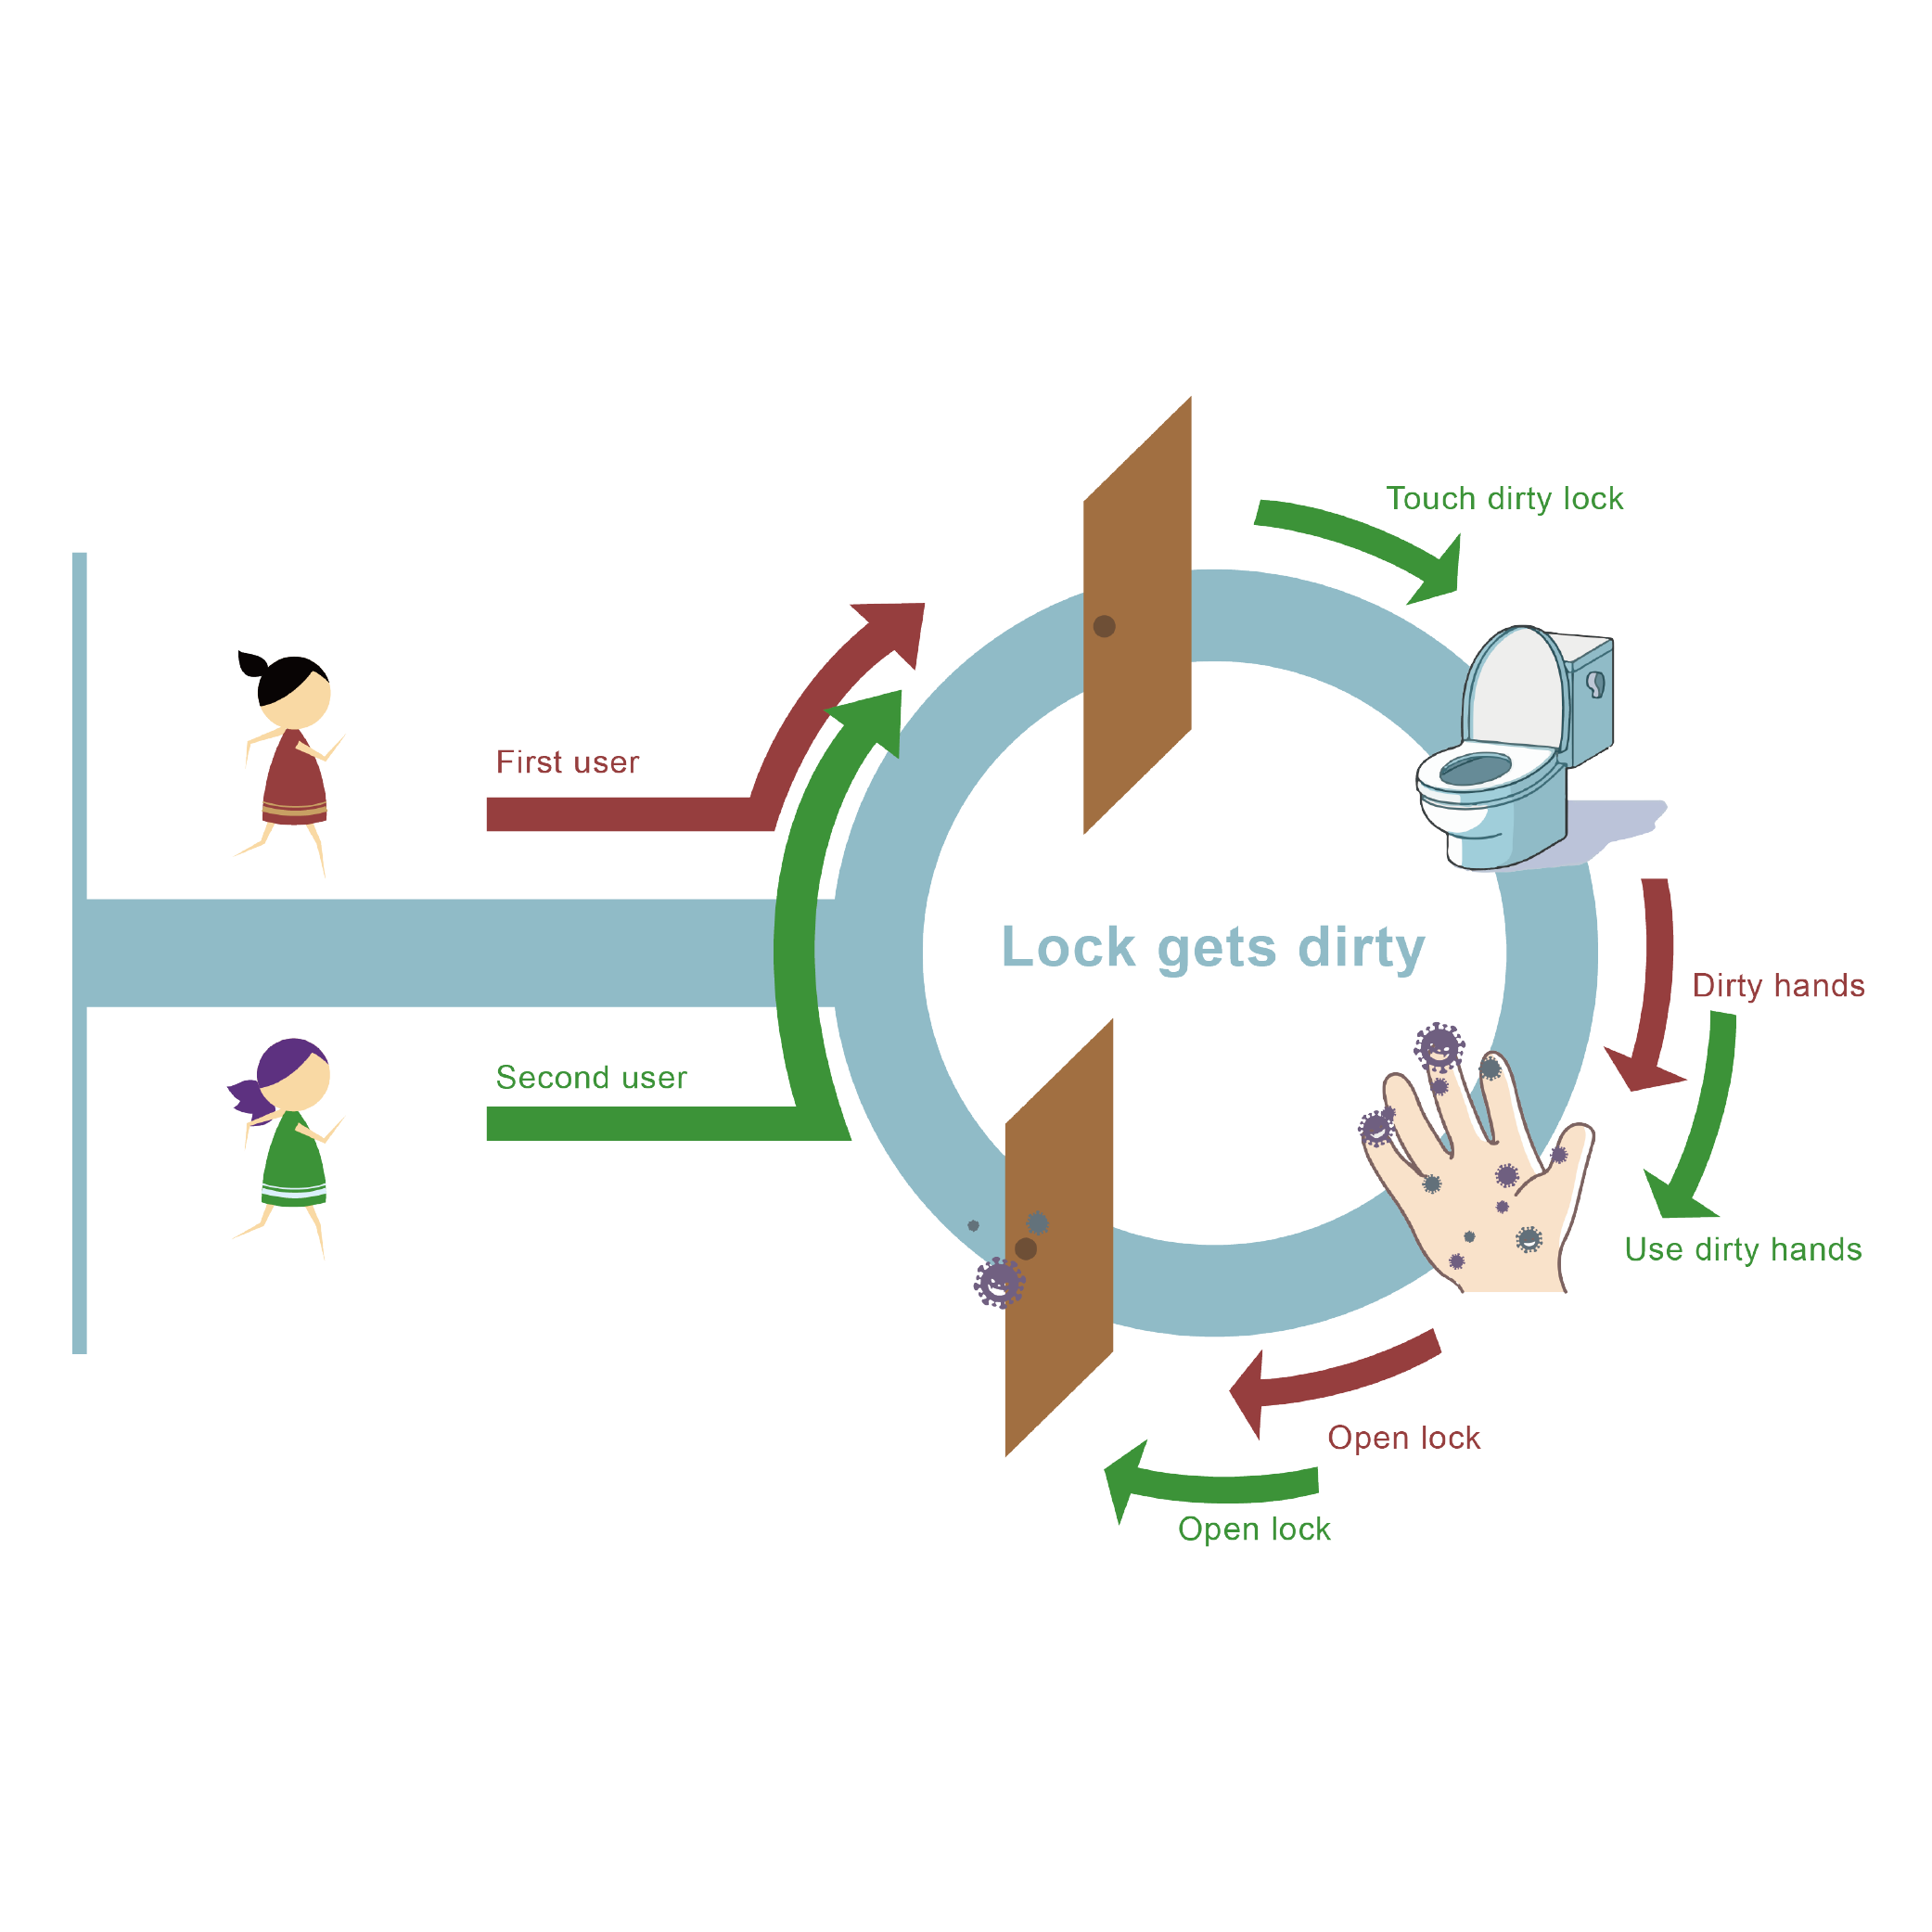 Touch dirty lock
First user
Lock gets dirty
Dirty hands
Second user
Use dirty hands
Open lock
Open lock